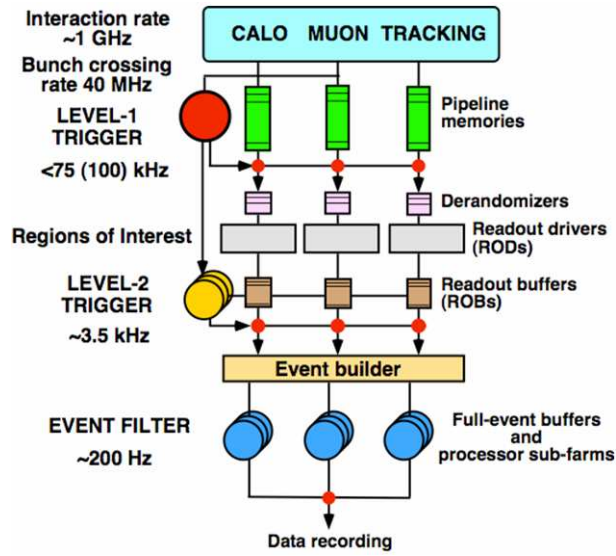 Interaction rate
~1 GHz
CALO MUON TRACKING
Bunch crossing
rate 40 MHz
LEVEL-1
TRIGGER
<75 (100) kHz
Pipeline
memories
Derandomizers
Regions of Interest
Readout drivers
(RODs)
LEVEL-2
TRIGGER
~3.5 kHz
Readout buffers
(ROBs)
Event builder
EVENT FILTER
~200 Hz
Full-event buffers
and
processor sub-farms
Data recording